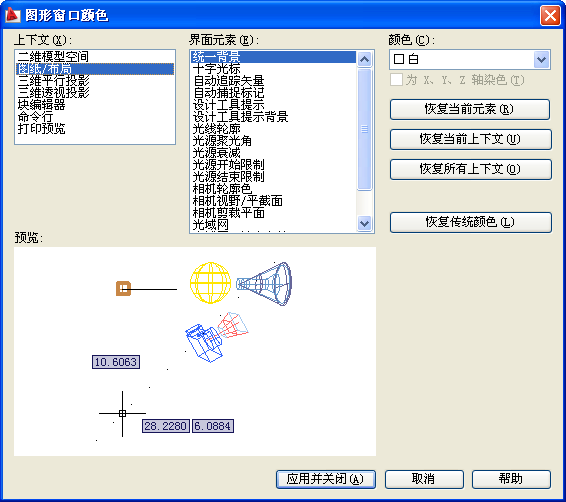 图形窗口颜色
上下文(X):
二维模型空间
图纸/布局
三维平行投影
三维透视投影
块编辑器
命令行
打印预览
界面元素(E):
统一背景
十字光标
自动追踪矢量
自动捕捉标记
设计工具提示
设计工具提示背景
光线轮廓
光源聚光角
光源衰减
光源开始限制
光源结束限制
相机轮廓色
相机视野/平截面
相机剪裁平面
光域网
颜色(C):
白
为 X、Y、Z 轴染色(T)
恢复当前元素(R)
恢复当前上下文(U)
恢复所有上下文(O)
恢复传统颜色(L)
预览:
10.6063
28.2280 6.0884
应用并关闭(A)
取消
帮助